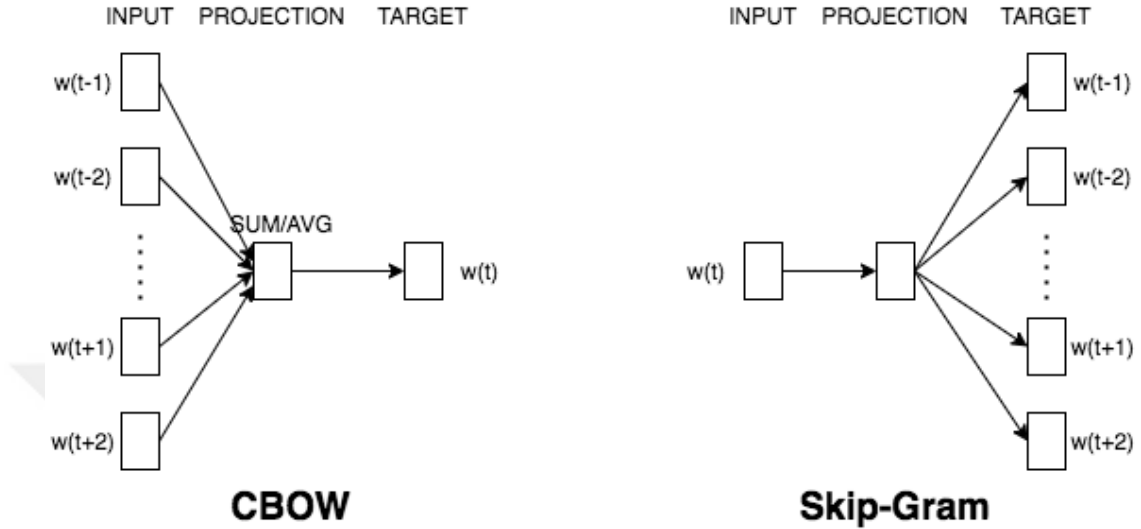 INPUT PROJECTION TARGET
w(t-1)
w(t-2)
SUM/AVG
w(t)
w(t+1)
w(t+2)
CBOW
INPUT PROJECTION TARGET
w(t-1)
w(t-2)
w(t)
w(t+1)
w(t+2)
Skip-Gram